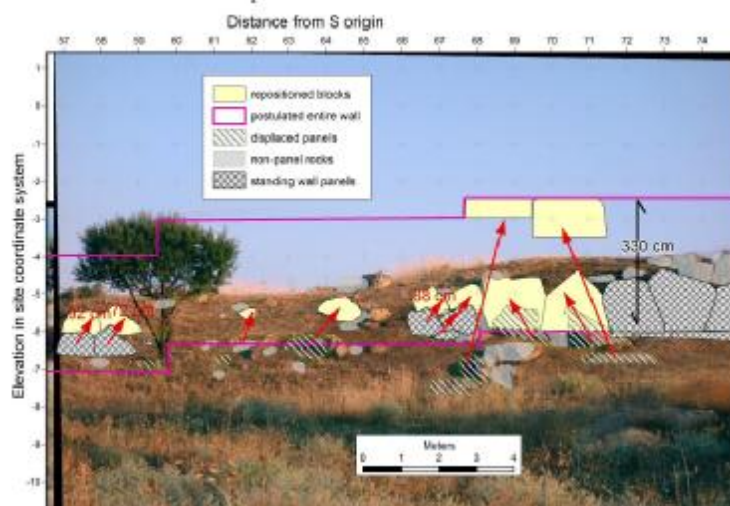 Distance from S origin
57 58 59 60 61 62 63 64 65 66 67 68 69 70 71 72 73 74
Elevation in site coordinate system
1
0
-1
-2
-3
-4
-5
-6
-7
-8
-9
-10
repositioned blocks
postulated entire wall
displaced panels
non-panel rocks
standing wall panels
330 cm
88 cm
Meters
0 1 2 3 4